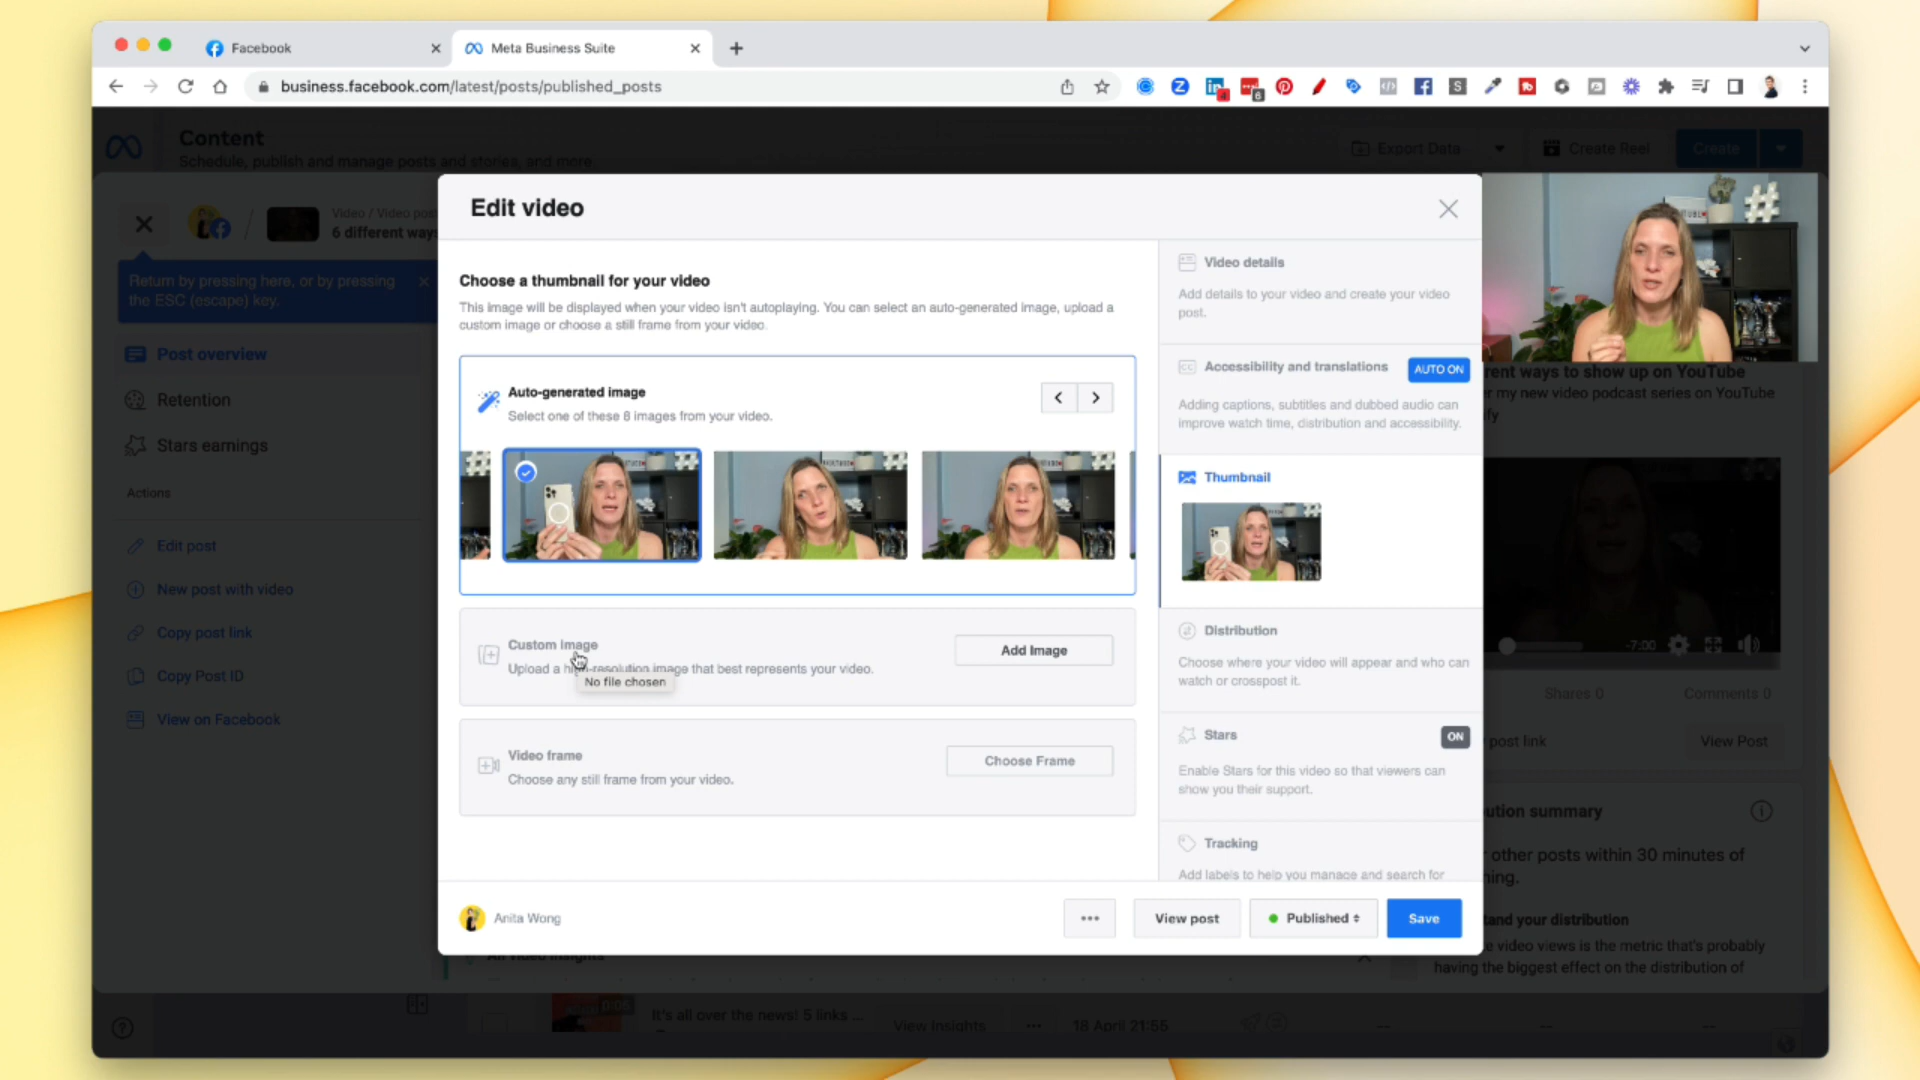 Facebook
Meta Business Suite
business.facebook.com/latest/posts/published_posts
4
6
Content
Schedule, publish and manage posts and stories, and more.
Export Data
Create Reel
Create
Video / Video post
6 different ways
Return by pressing here, or by pressing
the ESC (escape) key.
Post overview
Retention
Stars earnings
Actions
Edit post
New post with video
Copy post link
Copy Post ID
View on Facebook
Edit video
Choose a thumbnail for your video
This image will be displayed when your video isn't autoplaying. You can select an auto-generated image, upload a
custom image or choose a still frame from your video.
Auto-generated image
Select one of these 8 images from your video.
Custom image
Upload a high-resolution image that best represents your video.
No file chosen
Add Image
Video frame
Choose any still frame from your video.
Choose Frame
Video details
Add details to your video and create your video
post.
Accessibility and translations
AUTO ON
Adding captions, subtitles and dubbed audio can
improve watch time, distribution and accessibility.
Thumbnail
Distribution
Choose where your video will appear and who can
watch or crosspost it.
Stars
ON
Enable Stars for this video so that viewers can
show you their support.
Tracking
Add labels to help you manage and search for
Anita Wong
View post
Published
Save
rent ways to show up on YouTube
r my new video podcast series on YouTube
ify
-7:00
Shares 0
Comments 0
post link
View Post
ution summary
other posts within 30 minutes of
ning.
tand your distribution
e video views is the metric that's probably
having the biggest effect on the distribution of
All video insights
0:05
It's all over the news! 5 links ...
View Insights
18 April 21:55